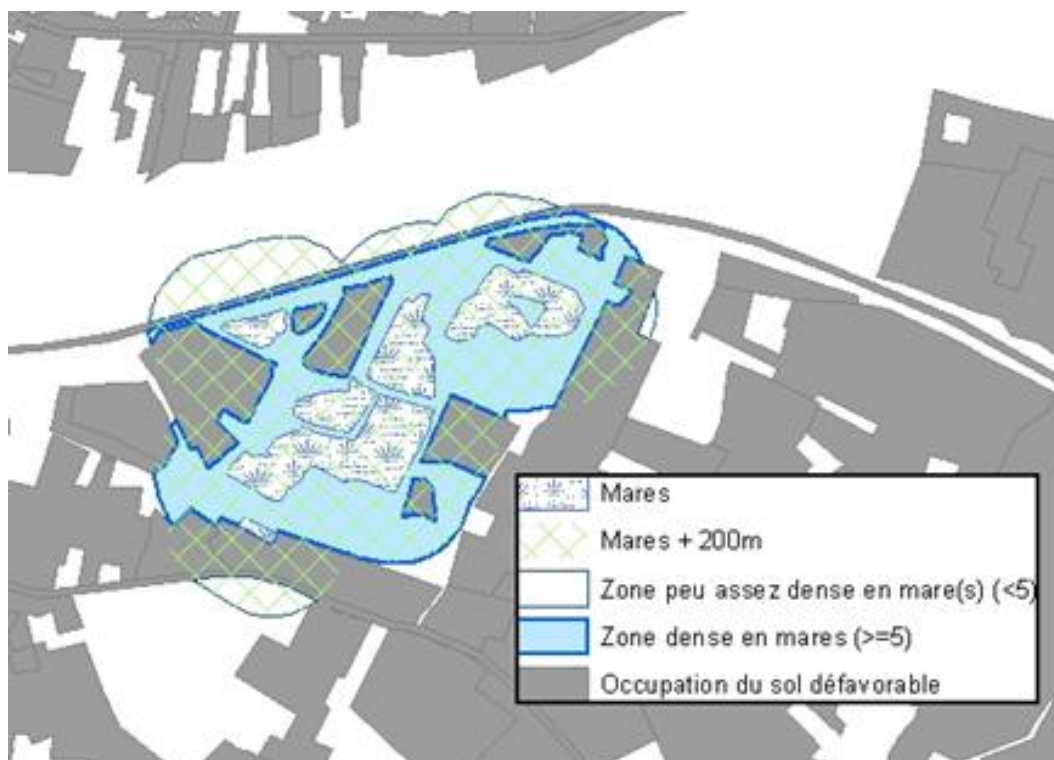 Mares
Mares + 200m
Zone peu assez dense en mare(s) (<5)
Zone dense en mares (>=5)
Occupation du sol défavorable